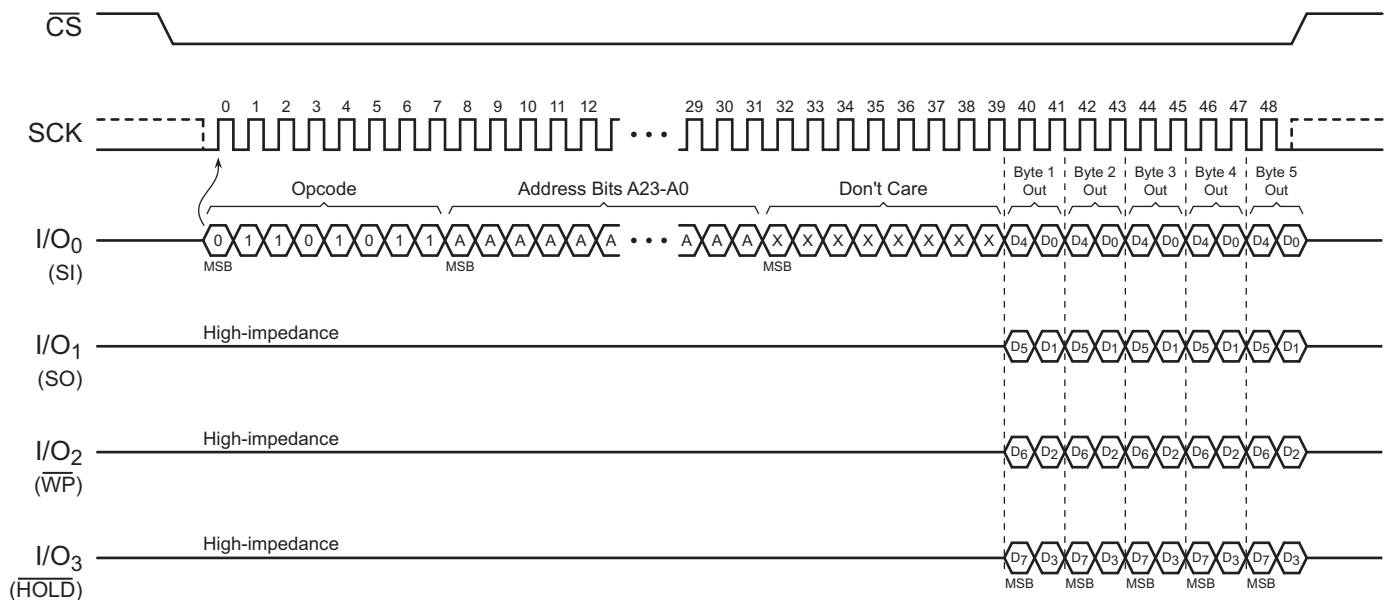 CS
SCK
0 1 2 3 4 5 6 7 8 9 10 11 12 29 30 31 32 33 34 35 36 37 38 39 40 41 42 43 44 45 46 47 48
Opcode
Address Bits A23-A0
Don't Care
Byte 1 Out
Byte 2 Out
Byte 3 Out
Byte 4 Out
Byte 5 Out
I/O0 (SI)
0 1 1 0 1 0 1 1 A A A A A A ••• A A A X X X X X X X X D4 D0 D4 D0 D4 D0 D4 D0 D4 D0
MSB MSB MSB
I/O1 (SO)
High-impedance
D5 D1 D5 D1 D5 D1 D5 D1 D5 D1
I/O2 (WP)
High-impedance
D6 D2 D6 D2 D6 D2 D6 D2 D6 D2
I/O3 (HOLD)
High-impedance
D7 D3 D7 D3 D7 D3 D7 D3 D7 D3
MSB MSB MSB MSB MSB